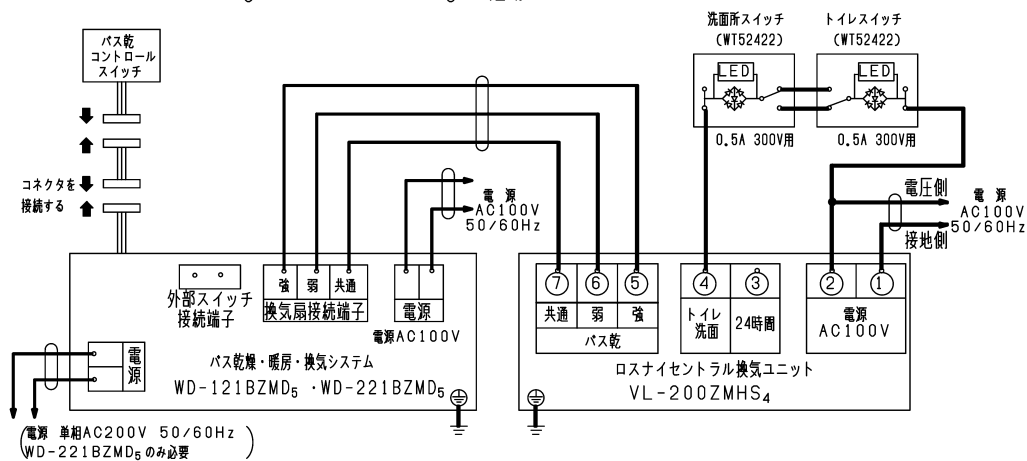 バス乾
コントロール
スイッチ
コネクタを
接続する
洗面所スイッチ
(WT52422)
トイレスイッチ
(WT52422)
LED
LED
0.5A 300V用
0.5A 300V用
電源
AC100V
50/60Hz
電圧側
接地側
電源
AC100V
50/60Hz
外部スイッチ
接続端子
強 弱 共通
換気扇接続端子
電源
電源AC100V
電源
バス乾燥・暖房・換気システム
WD-121BZMD5 ・WD-221BZMD5
(電源 単相AC200V 50/60Hz
WD-221BZMD5のみ必要)
⑦ ⑥ ⑤
共通 弱 強
バス乾
④ ③
トイレ
洗面
24時間
② ①
電源
AC100V
ロスナイセントラル換気ユニット
VL-200ZMHS4